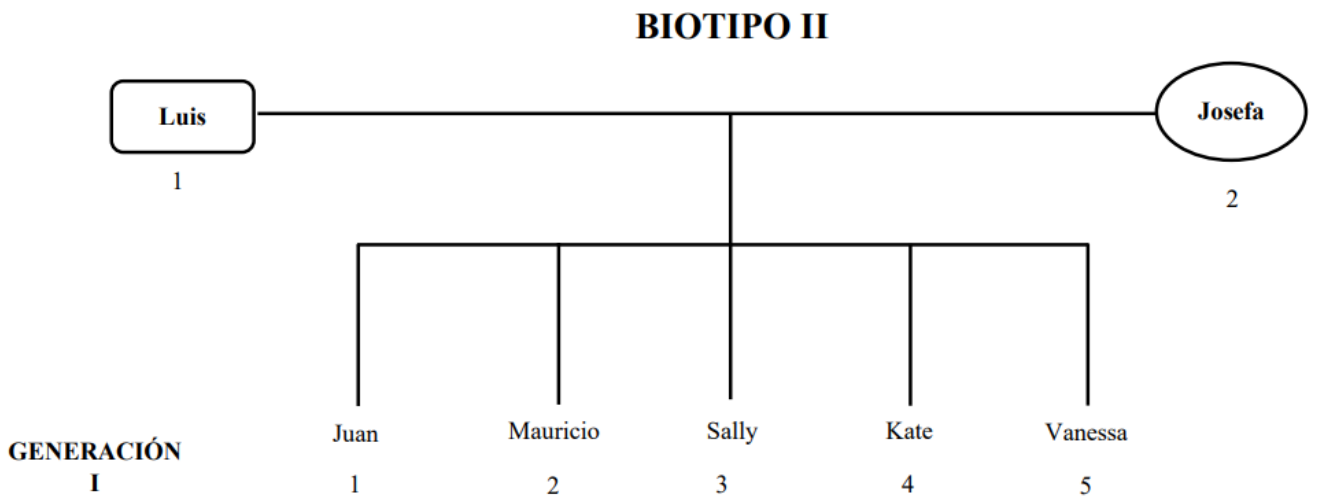 BIOTIPO II
Luis
Josefa
1
2
Juan Mauricio Sally Kate Vanessa
GENERACIÓN
I 1 2 3 4 5